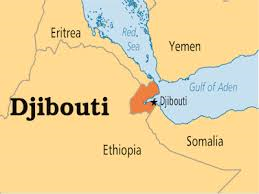 Eritrea
Red
Sea
Yemen
Gulf of Aden
Djibouti
Djibouti
Ethiopia
Somalia